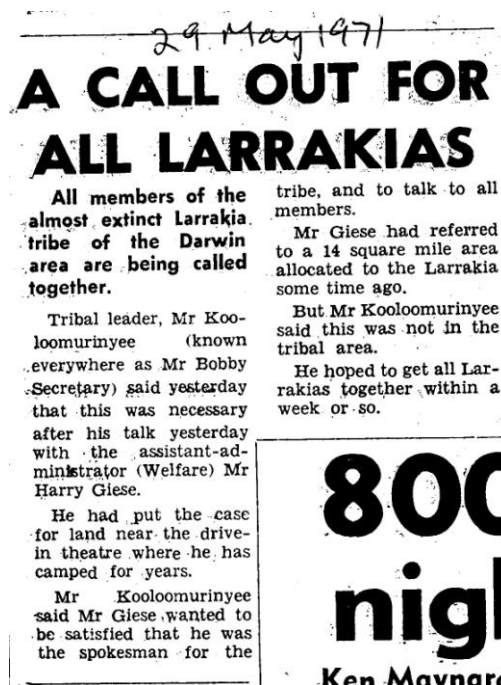 29 May 1971
A CALL OUT FOR
ALL LARRAKIAS
All members of the
almost extinct Larrakia
tribe of the Darwin
area are being called
together.
Tribal leader, Mr Koo-
loomurinyee (known
everywhere as Mr Bobby
Secretary) said yesterday
that this was necessary
after his talk yesterday
with the assistant-ad-
ministrator (Welfare) Mr
Harry Giese.
He had put the case
for land near the drive-
in theatre where he has
camped for years.
Mr Kooloomurinyee
said Mr Giese wanted to
be satisfied that he was
the spokesman for the
tribe, and to talk to all
members.
Mr Giese had referred
to a 14 square mile area
allocated to the Larrakia
some time ago.
But Mr Kooloomurinyee
said this was not in the
tribal area.
He hoped to get all Lar-
rakias together within a
week or so.
800
nig
Ken Maynar